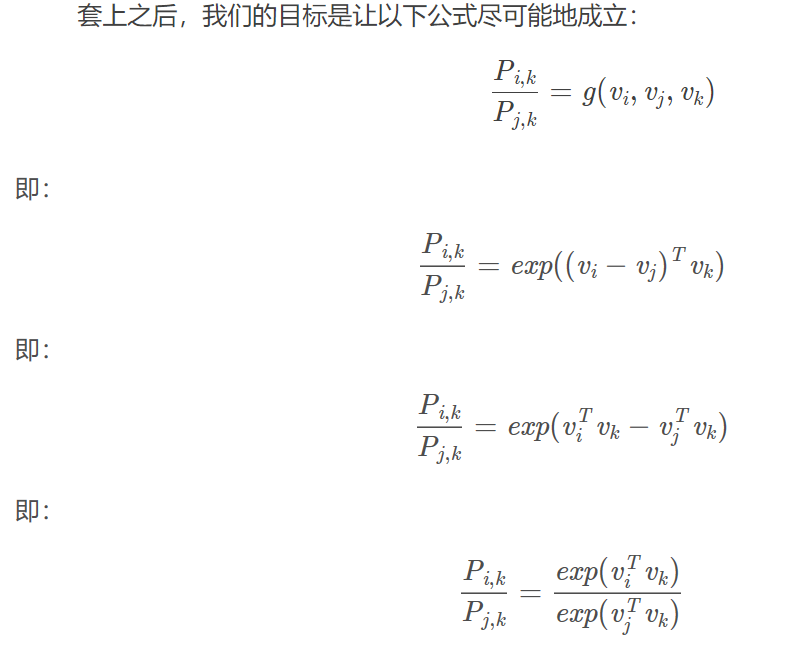 套上之后，我们的目标是让以下公式尽可能地成立：
\frac{P_{i,k}}{P_{j,k}} = g(v_i, v_j, v_k)
即：
\frac{P_{i,k}}{P_{j,k}} = exp((v_i - v_j)^T v_k)
即：
\frac{P_{i,k}}{P_{j,k}} = exp(v_i^T v_k - v_j^T v_k)
即：
\frac{P_{i,k}}{P_{j,k}} = \frac{exp(v_i^T v_k)}{exp(v_j^T v_k)}